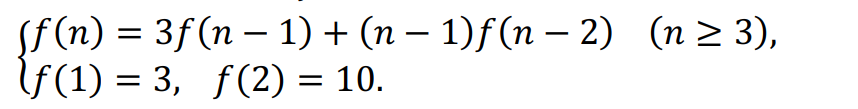 f(n) = 3f(n − 1) + (n − 1)f(n − 2) (n ≥ 3),
f(1) = 3, f(2) = 10.